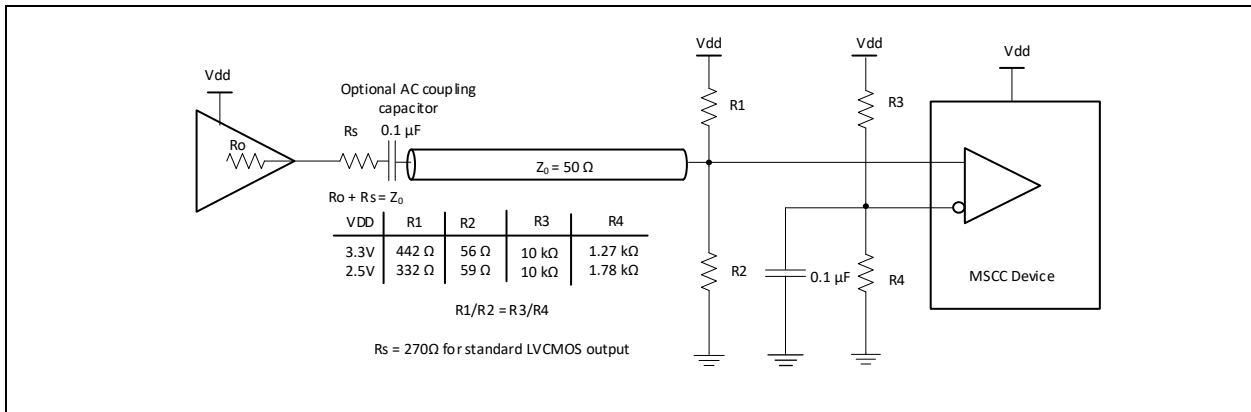 Vdd
Vdd
Vdd
Vdd
Optional AC coupling
capacitor
R1
R3
Ro
Rs
0.1 µF
Z0 = 50 Ω
Ro + Rs = Z0
VDD R1 R2 R3 R4
3.3V 442 Ω 56 Ω 10 kΩ 1.27 kΩ
2.5V 332 Ω 59 Ω 10 kΩ 1.78 kΩ
R2
0.1 µF
R4
MSCC Device
R1/R2 = R3/R4
Rs = 270Ω for standard LVCMOS output